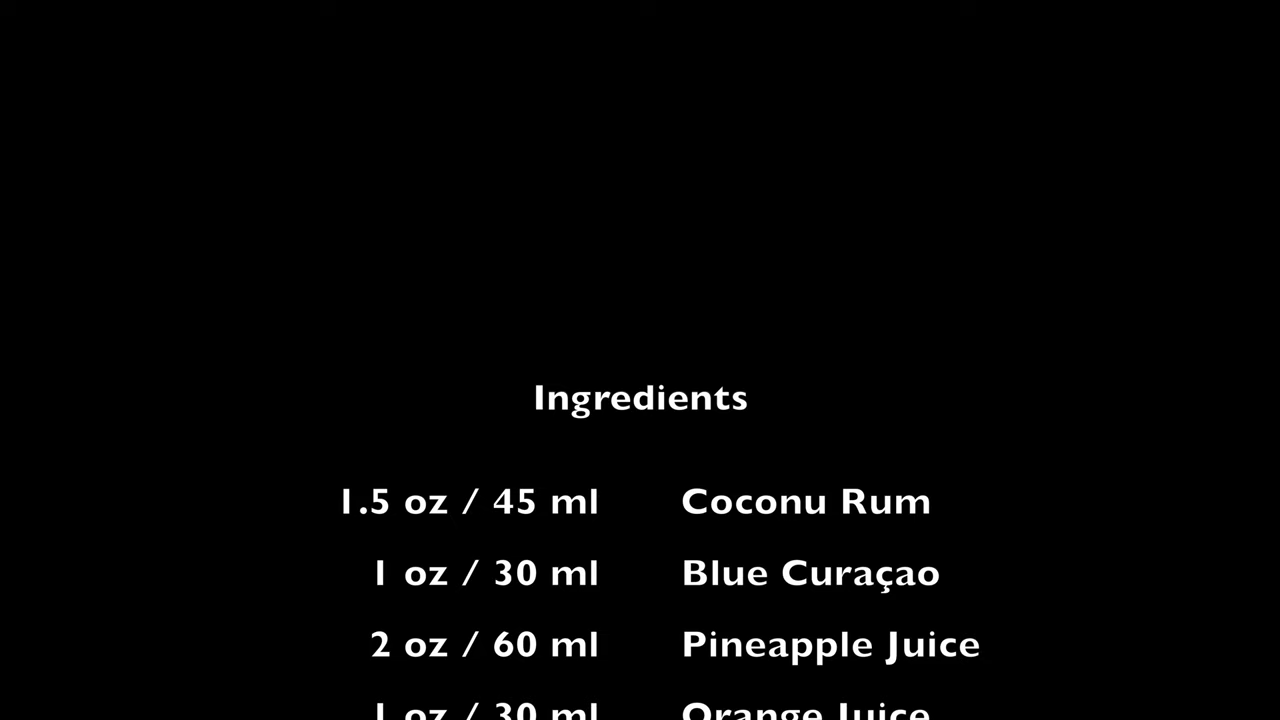 Ingredients
1.5 oz / 45 ml Coconu Rum
1 oz / 30 ml Blue Curaçao
2 oz / 60 ml Pineapple Juice
1 oz / 30 ml Orange Juice